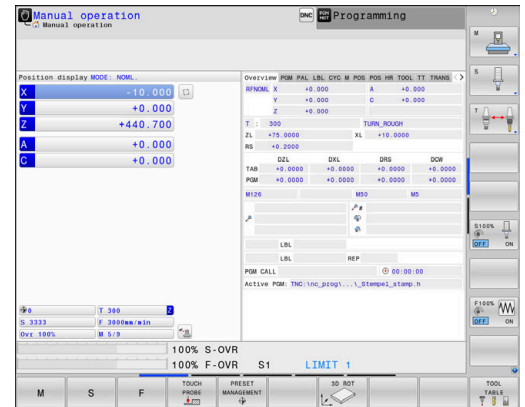 Manual operation
Manual operation
DNC
Programming
Position display MODE: NOML.
X -10.000
Y +0.000
Z +440.700
A +0.000
C +0.000
Overview PGM PAL LBL CYC M POS POS HR TOOL TT TRANS
RFNOML X +0.000 A +0.000
Y +0.000 C +0.000
Z +0.000
T : 300 TURN_ROUGH
ZL +75.0000 XL +10.0000
RS +0.2000
DZL DXL DRS DCW
TAB +0.0000 +0.0000 +0.0000 +0.0000
PGM +0.0000 +0.0000 +0.0000 +0.0000
M126 M50 M5
P #
P
LBL
LBL REP
PGM CALL 00:00:00
Active PGM: TNC:\nc_prog\...\_Stempel_stamp.h
0 T 300 Z
S 3333 F 3000mm/min
Ovr 100% M 5/9
100% S-OVR
100% F-OVR S1 LIMIT 1
M S F TOUCH PROBE PRESET MANAGEMENT 3D ROT TOOL TABLE
M
S
T
S100%
OFF ON
F100%
OFF ON